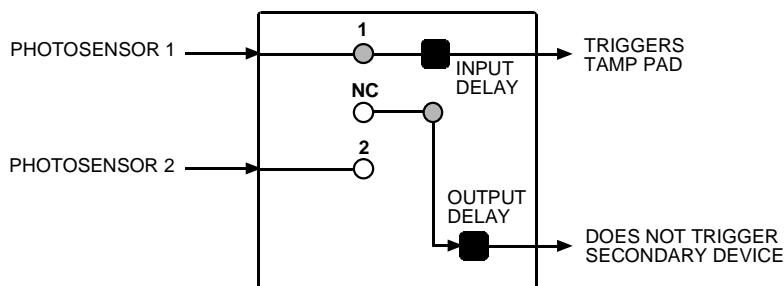 1
PHOTOSENSOR 1
TRIGGERS
TAMP PAD
INPUT
DELAY
NC
2
PHOTOSENSOR 2
OUTPUT
DELAY
DOES NOT TRIGGER
SECONDARY DEVICE